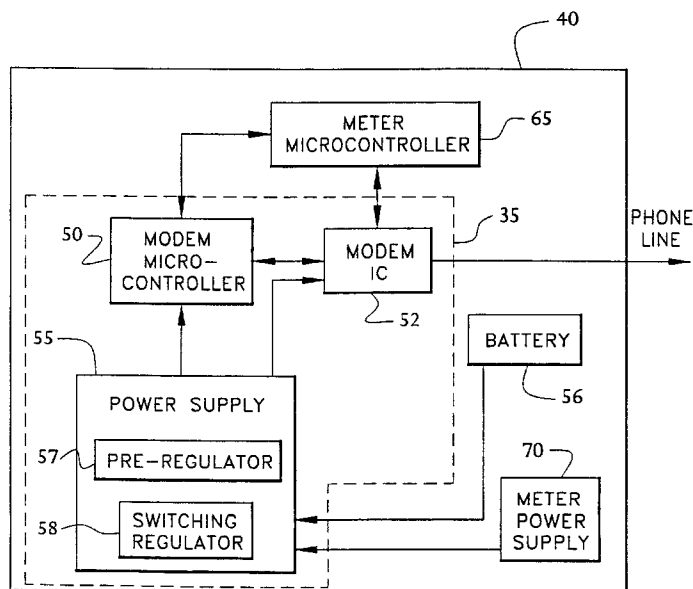 40
METER
MICROCONTROLLER
65
50
MODEM
MICRO-
CONTROLLER
MODEM
IC
52
35
PHONE
LINE
55
POWER SUPPLY
BATTERY
56
57
PRE-REGULATOR
58
SWITCHING
REGULATOR
70
METER
POWER
SUPPLY